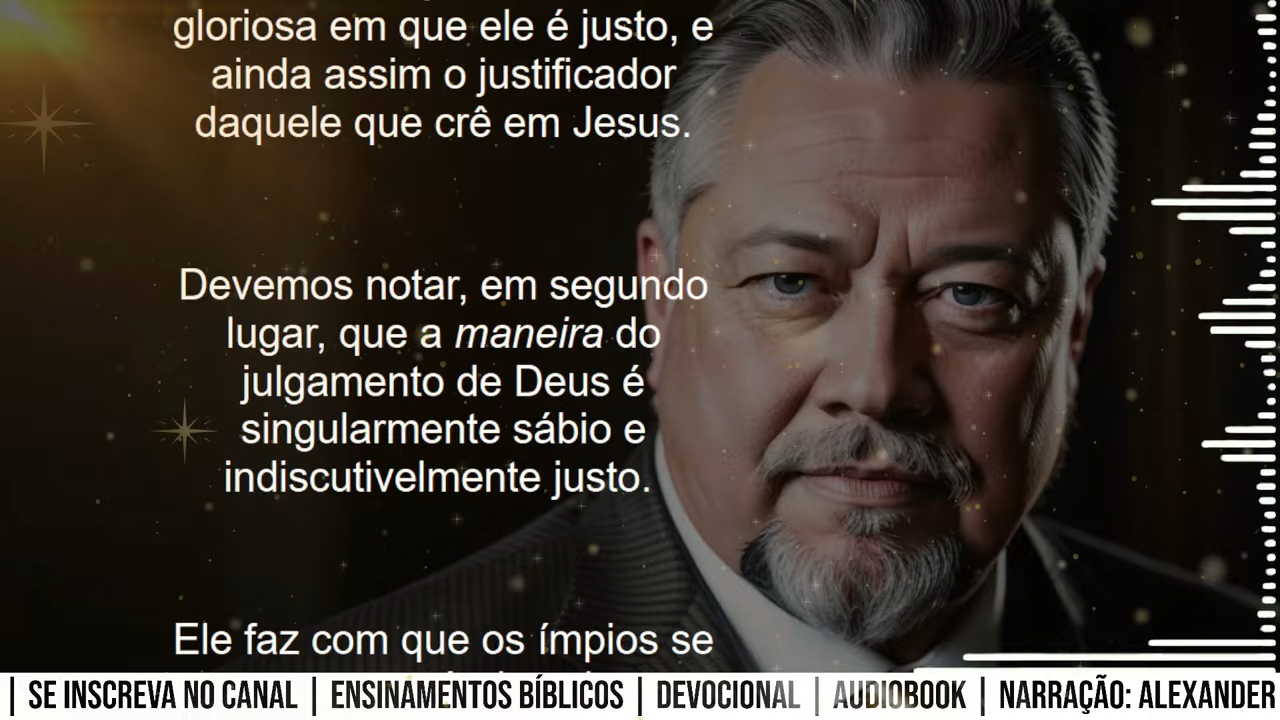 gloriosa em que ele é justo, e
ainda assim o justificador
daquele que crê em Jesus.
Devemos notar, em segundo
lugar, que a maneira do
julgamento de Deus é
singularmente sábio e
indiscutivelmente justo.
Ele faz com que os ímpios se
| SE INSCREVA NO CANAL | ENSINAMENTOS BÍBLICOS | DEVOCIONAL | AUDIOBOOK | NARRAÇÃO: ALEXANDER